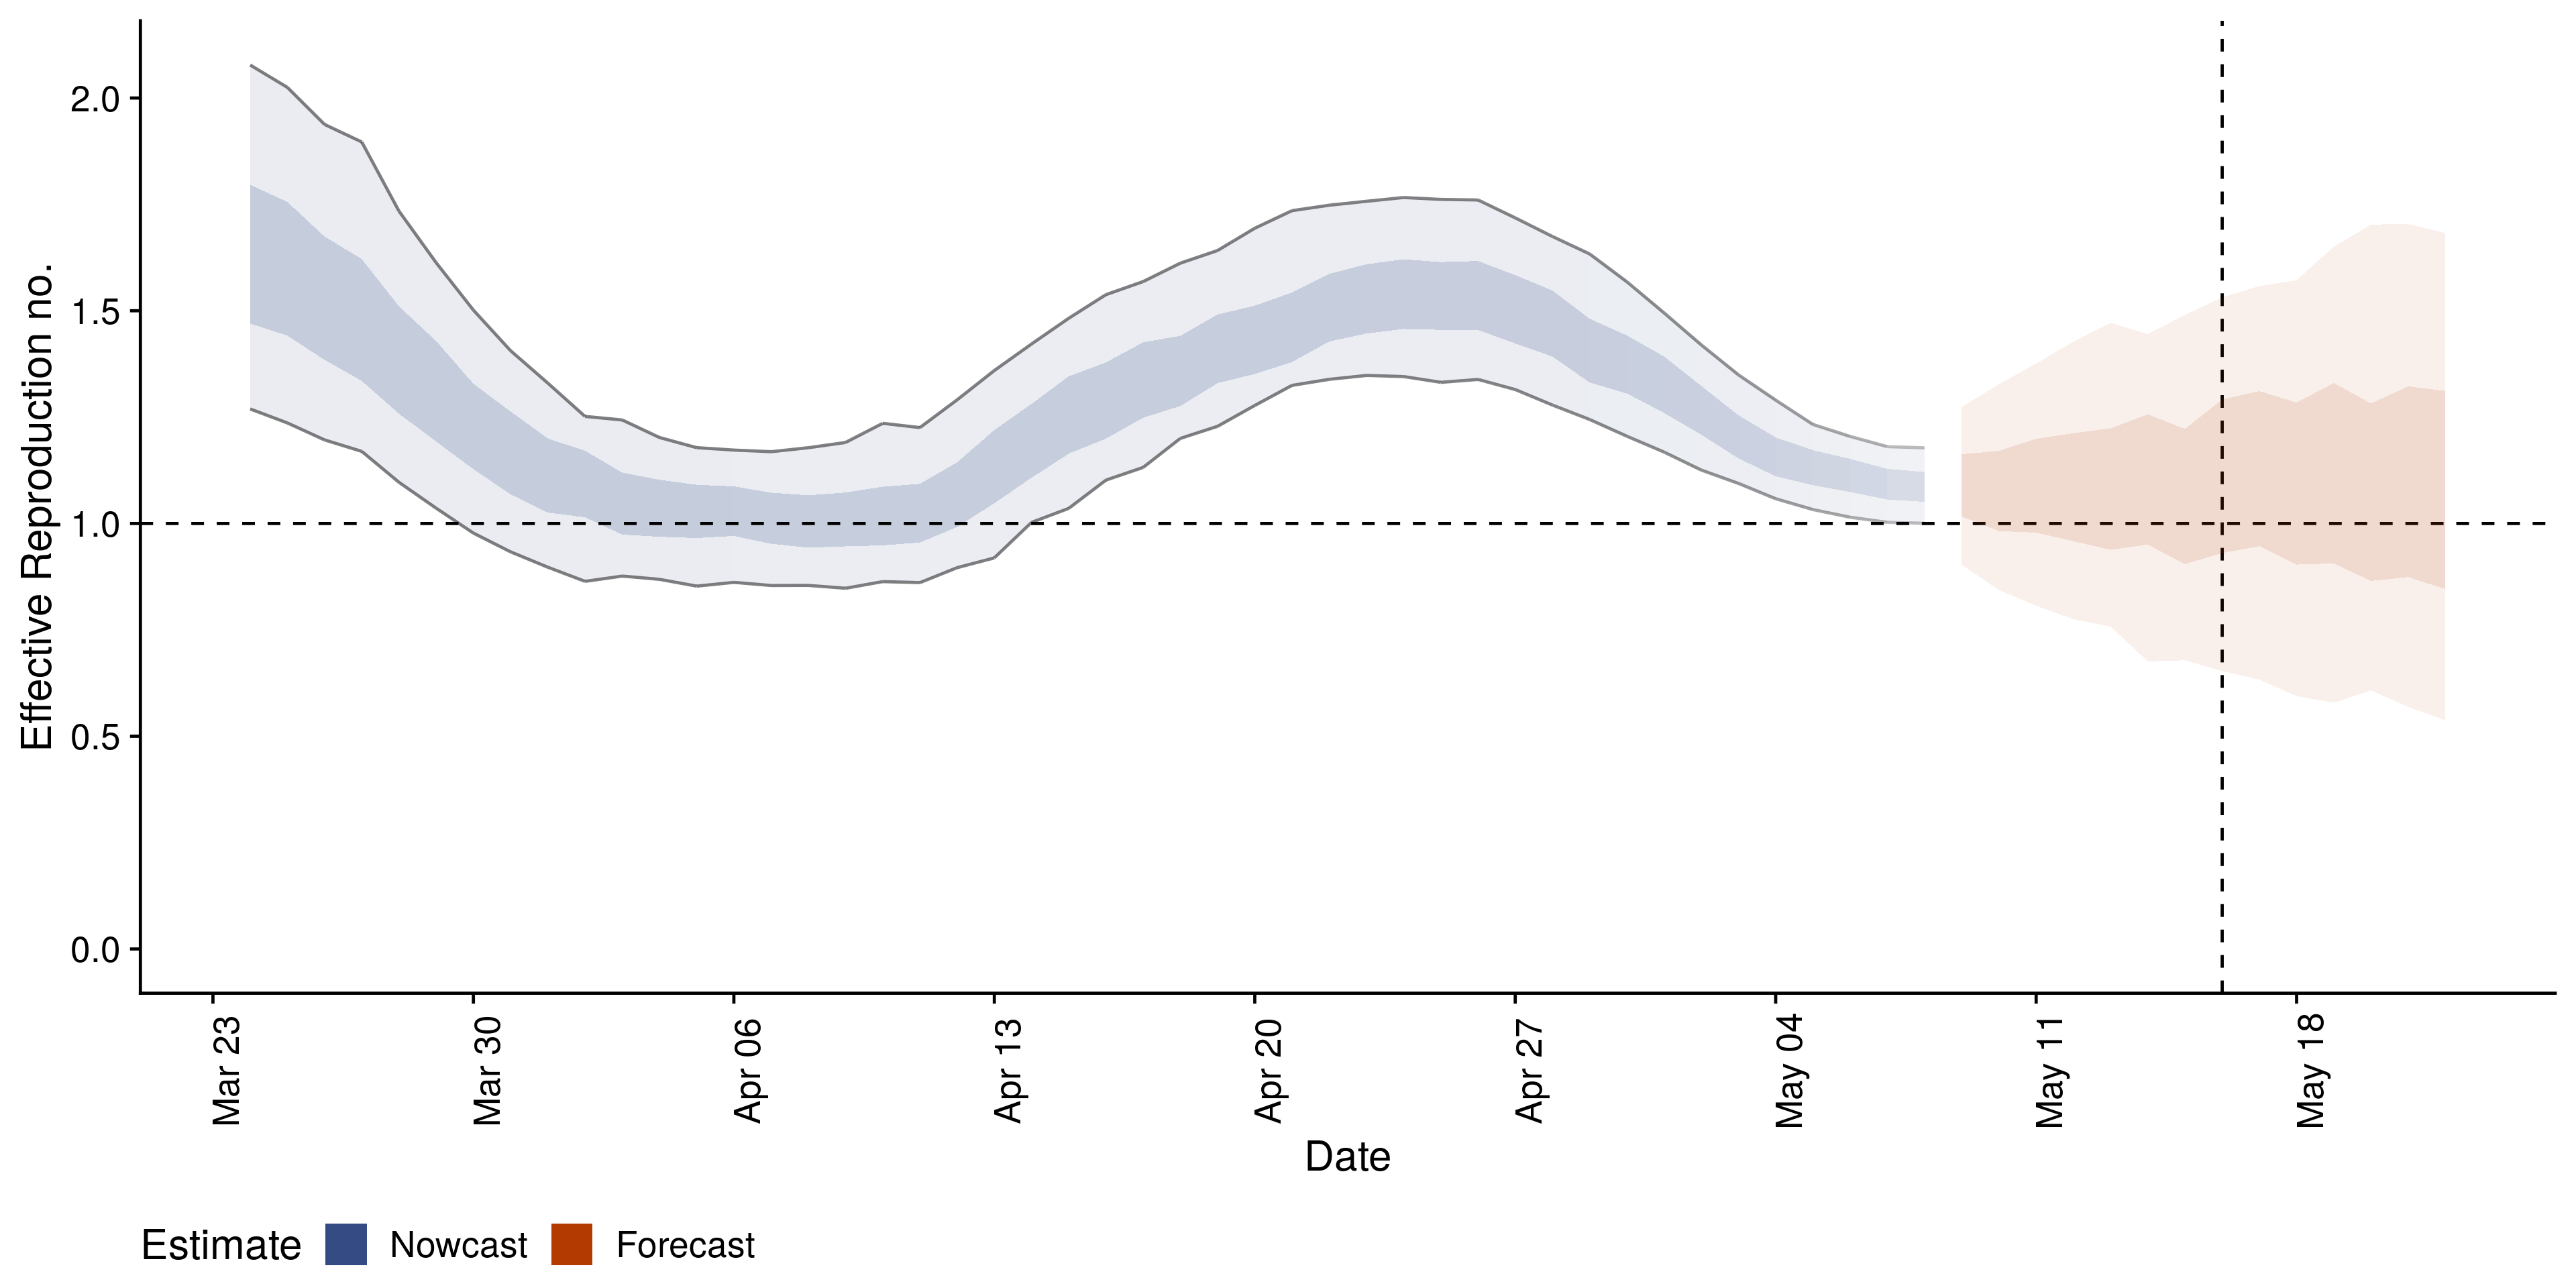 Effective Reproduction no.
2.0
1.5
1.0
0.5
0.0
Mar 23
Mar 30
Apr 06
Apr 13
Apr 20
Apr 27
May 04
May 11
May 18
Date
Estimate Nowcast Forecast